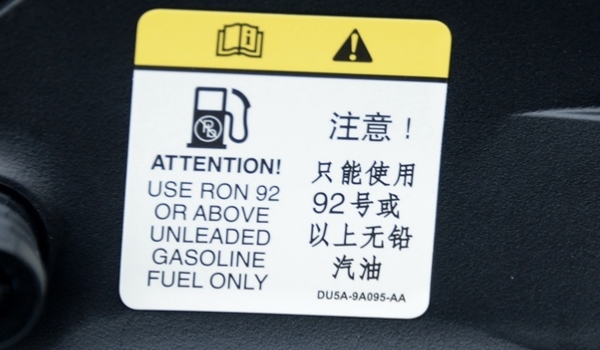 ATTENTION!
USE RON 92
OR ABOVE
UNLEADED
GASOLINE
FUEL ONLY
注意！
只能使用
92号或
以上无铅
汽油
DU5A-9A095-AA